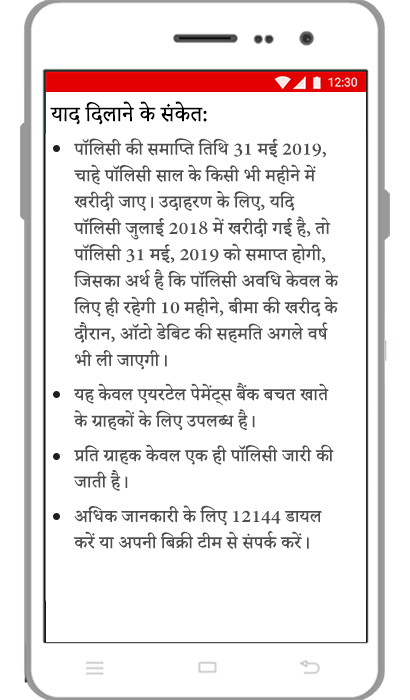 12:30
याद दिलाने के संकेत:
• पॉलिसी की समाप्ति तिथि 31 मई 2019,
चाहे पॉलिसी साल के किसी भी महीने में
खरीदी जाए। उदाहरण के लिए, यदि
पॉलिसी जुलाई 2018 में खरीदी गई है, तो
पॉलिसी 31 मई, 2019 को समाप्त होगी,
जिसका अर्थ है कि पॉलिसी अवधि केवल के
लिए ही रहेगी 10 महीने, बीमा की खरीद के
दौरान, ऑटो डेबिट की सहमति अगले वर्ष
भी ली जाएगी।
• यह केवल एयरटेल पेमेंट्स बैंक बचत खाते
के ग्राहकों के लिए उपलब्ध है।
• प्रति ग्राहक केवल एक ही पॉलिसी जारी की
जाती है।
• अधिक जानकारी के लिए 12144 डायल
करें या अपनी बिक्री टीम से संपर्क करें।